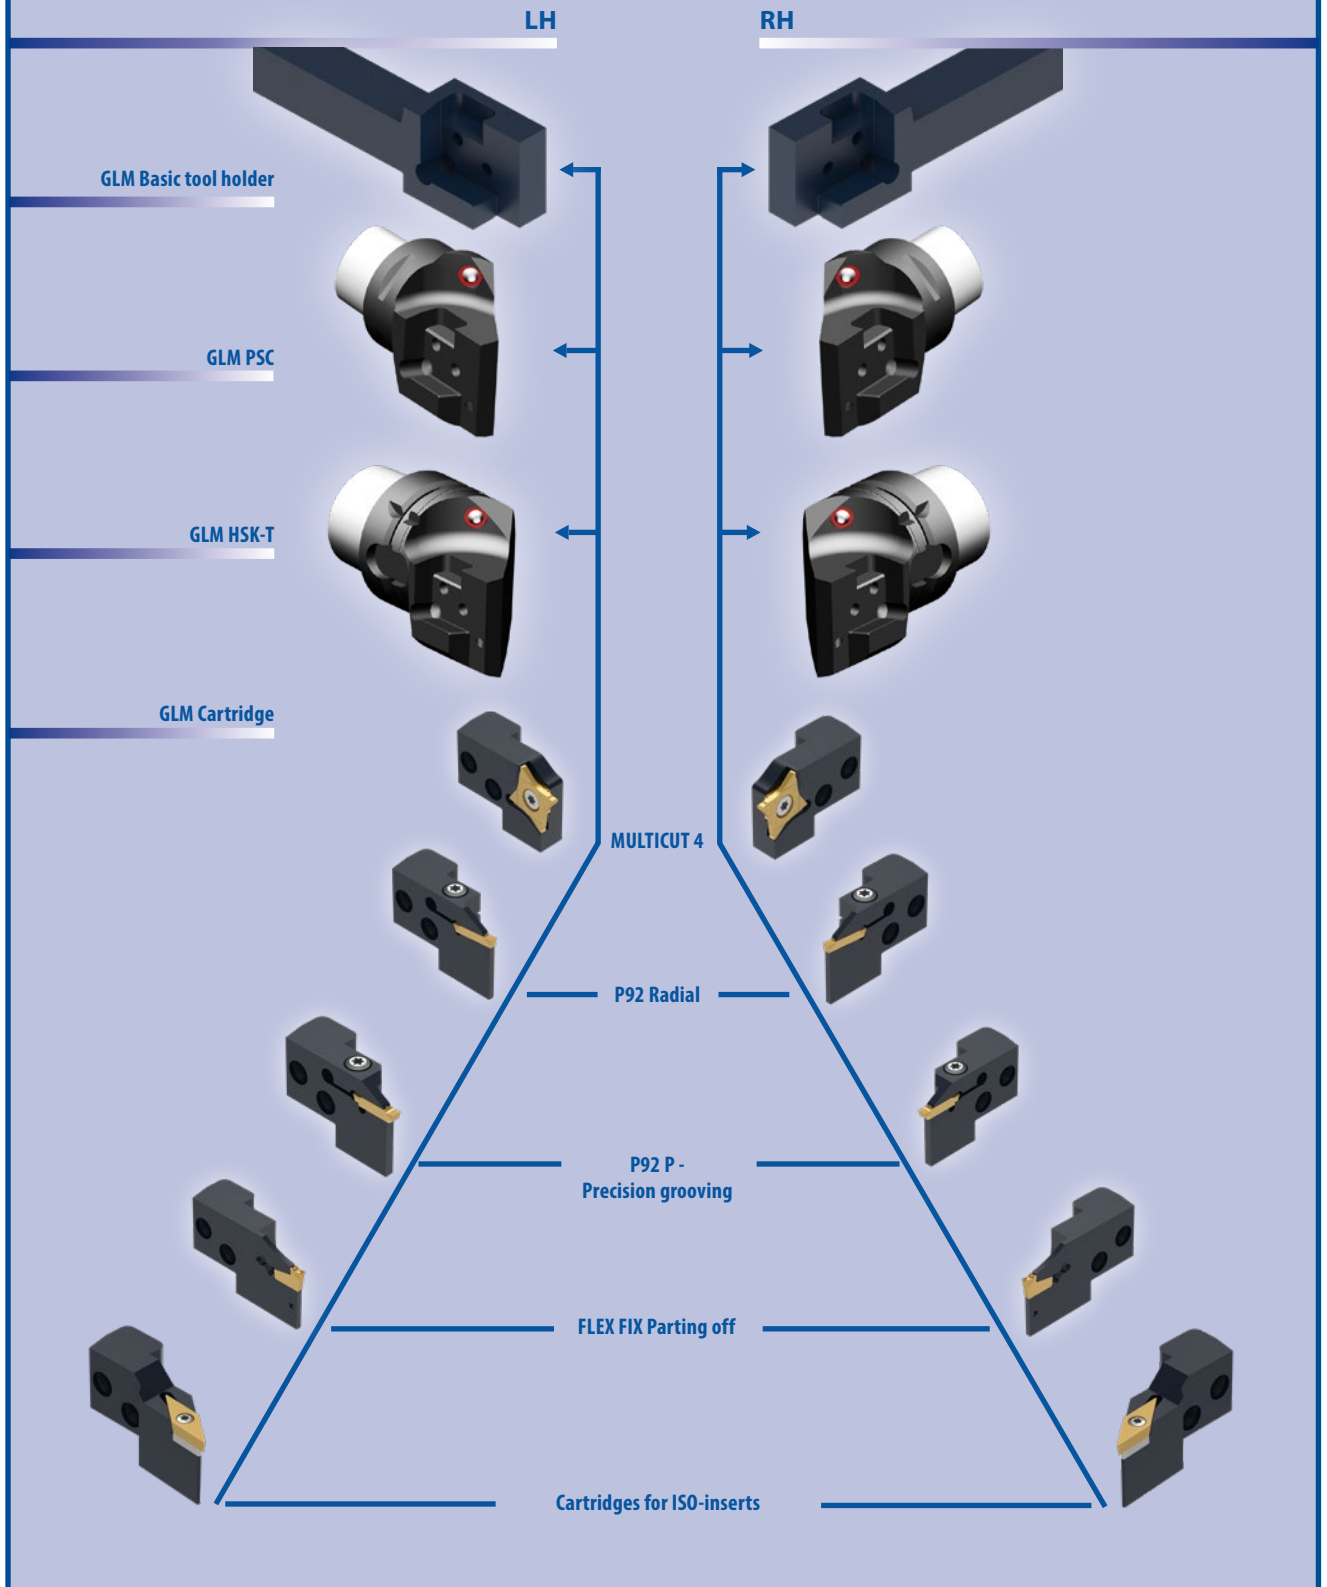 LH
RH
GLM Basic tool holder
GLM PSC
GLM HSK-T
GLM Cartridge
MULTICUT 4
P92 Radial
P92 P -
Precision grooving
FLEX FIX Parting off
Cartridges for ISO-inserts